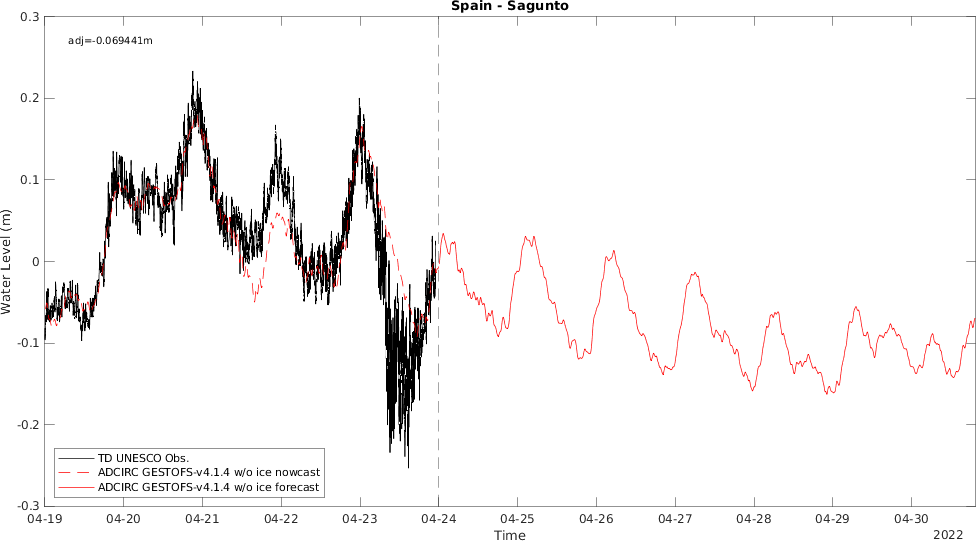 Spain - Sagunto
adj=-0.069441m
0.3
0.2
0.1
0
-0.1
-0.2
-0.3
Water Level (m)
TD UNESCO Obs.
ADCIRC GESTOFS-v4.1.4 w/o ice nowcast
ADCIRC GESTOFS-v4.1.4 w/o ice forecast
04-19 04-20 04-21 04-22 04-23 04-24 04-25 04-26 04-27 04-28 04-29 04-30
Time
2022